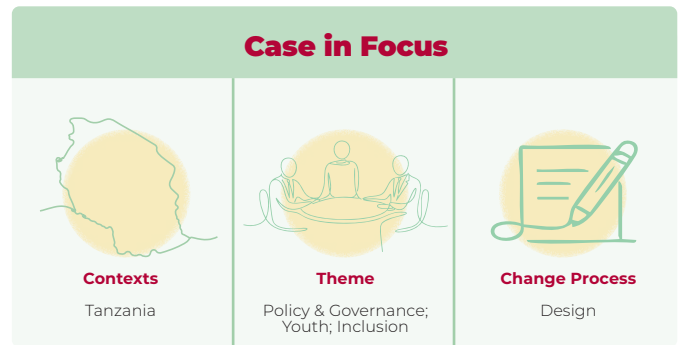 Case in Focus
Contexts
Tanzania
Theme
Policy & Governance;
Youth; Inclusion
Change Process
Design